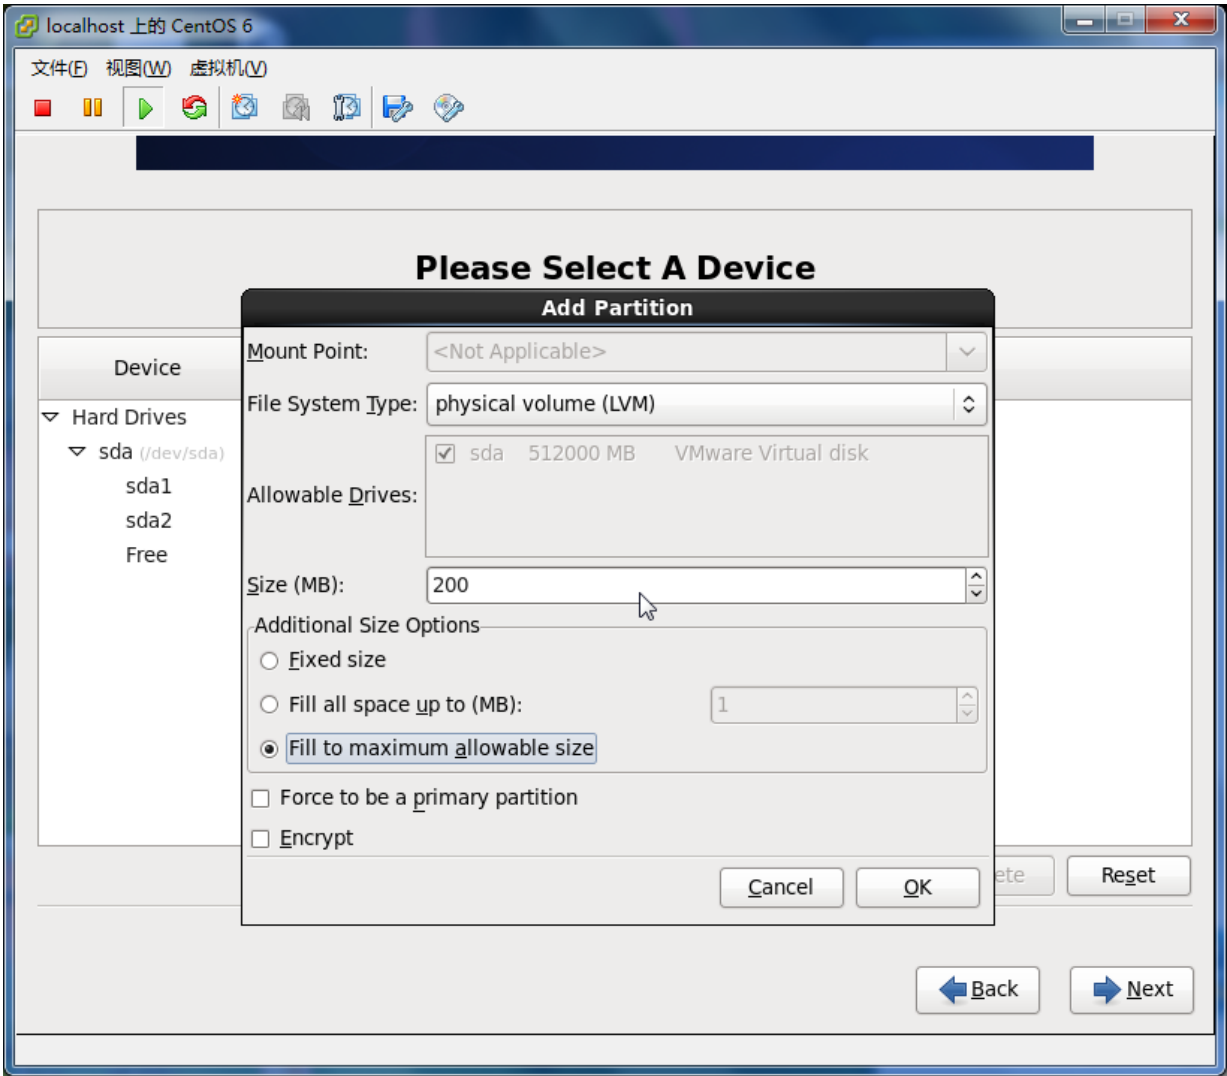 localhost 上的 CentOS 6
文件(F) 视图(W) 虚拟机(V)
Please Select A Device
Add Partition
Mount Point: <Not Applicable>
Device
File System Type: physical volume (LVM)
Hard Drives
sda (/dev/sda)
sda 512000 MB VMware Virtual disk
sda1
Allowable Drives:
sda2
Free
Size (MB): 200
Additional Size Options
Fixed size
Fill all space up to (MB): 1
Fill to maximum allowable size
Force to be a primary partition
Encrypt
Cancel OK ete Reset
Back Next